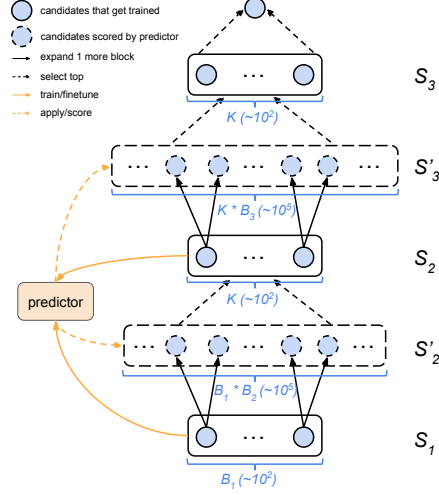 candidates that get trained
candidates scored by predictor
expand 1 more block
select top
train/finetune
apply/score
... S₃
K (~10²)
... ... ... S'₃
K * B₃ (~10⁵)
... S₂
K (~10²)
predictor
... ... ... S'₂
B₁ * B₂ (~10⁵)
... S₁
B₁ (~10²)